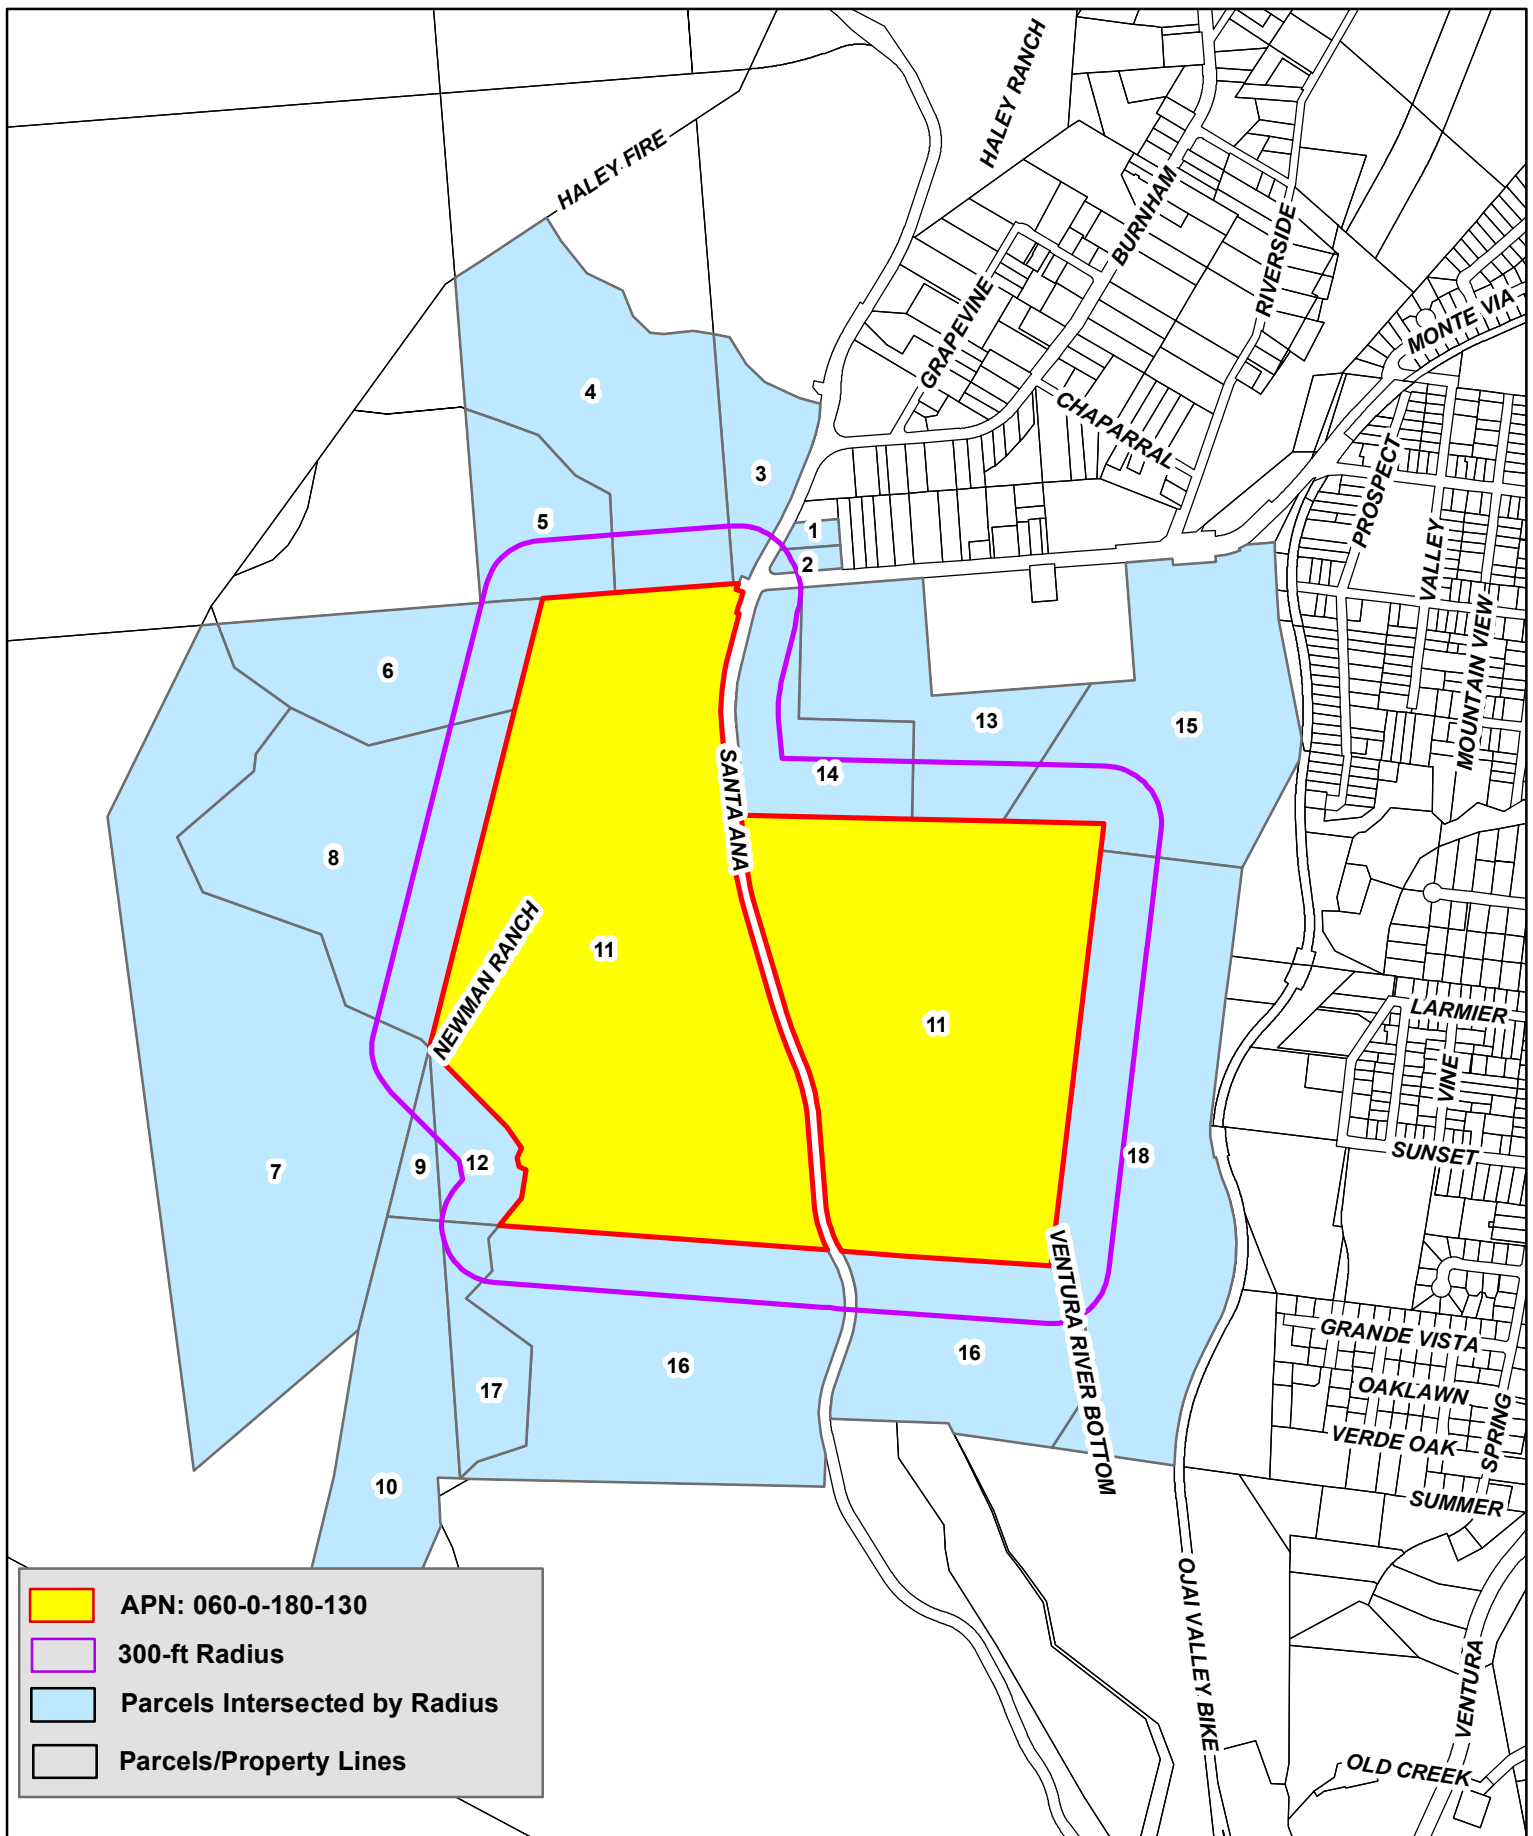 HALEY RANCH
HALEY FIRE
BURNHAM
RIVERSIDE
GRAPEVINE
MONTE VIA
CHAPARRAL
4
3
PROSPECT
5
1
2
VALLEY
MOUNTAIN VIEW
6
13
15
14
SANTA ANA
8
11
NEWMAN RANCH
11
LARMIER
VINE
SUNSET
7
9
12
18
VENTURA RIVER BOTTOM
16
16
17
GRANDE VISTA
OAKLAWN
VERDE OAK
SPRING
SUMMER
10
OJAI VALLEY BIKE
VENTURA
OLD CREEK
APN: 060-0-180-130
300-ft Radius
Parcels Intersected by Radius
Parcels/Property Lines